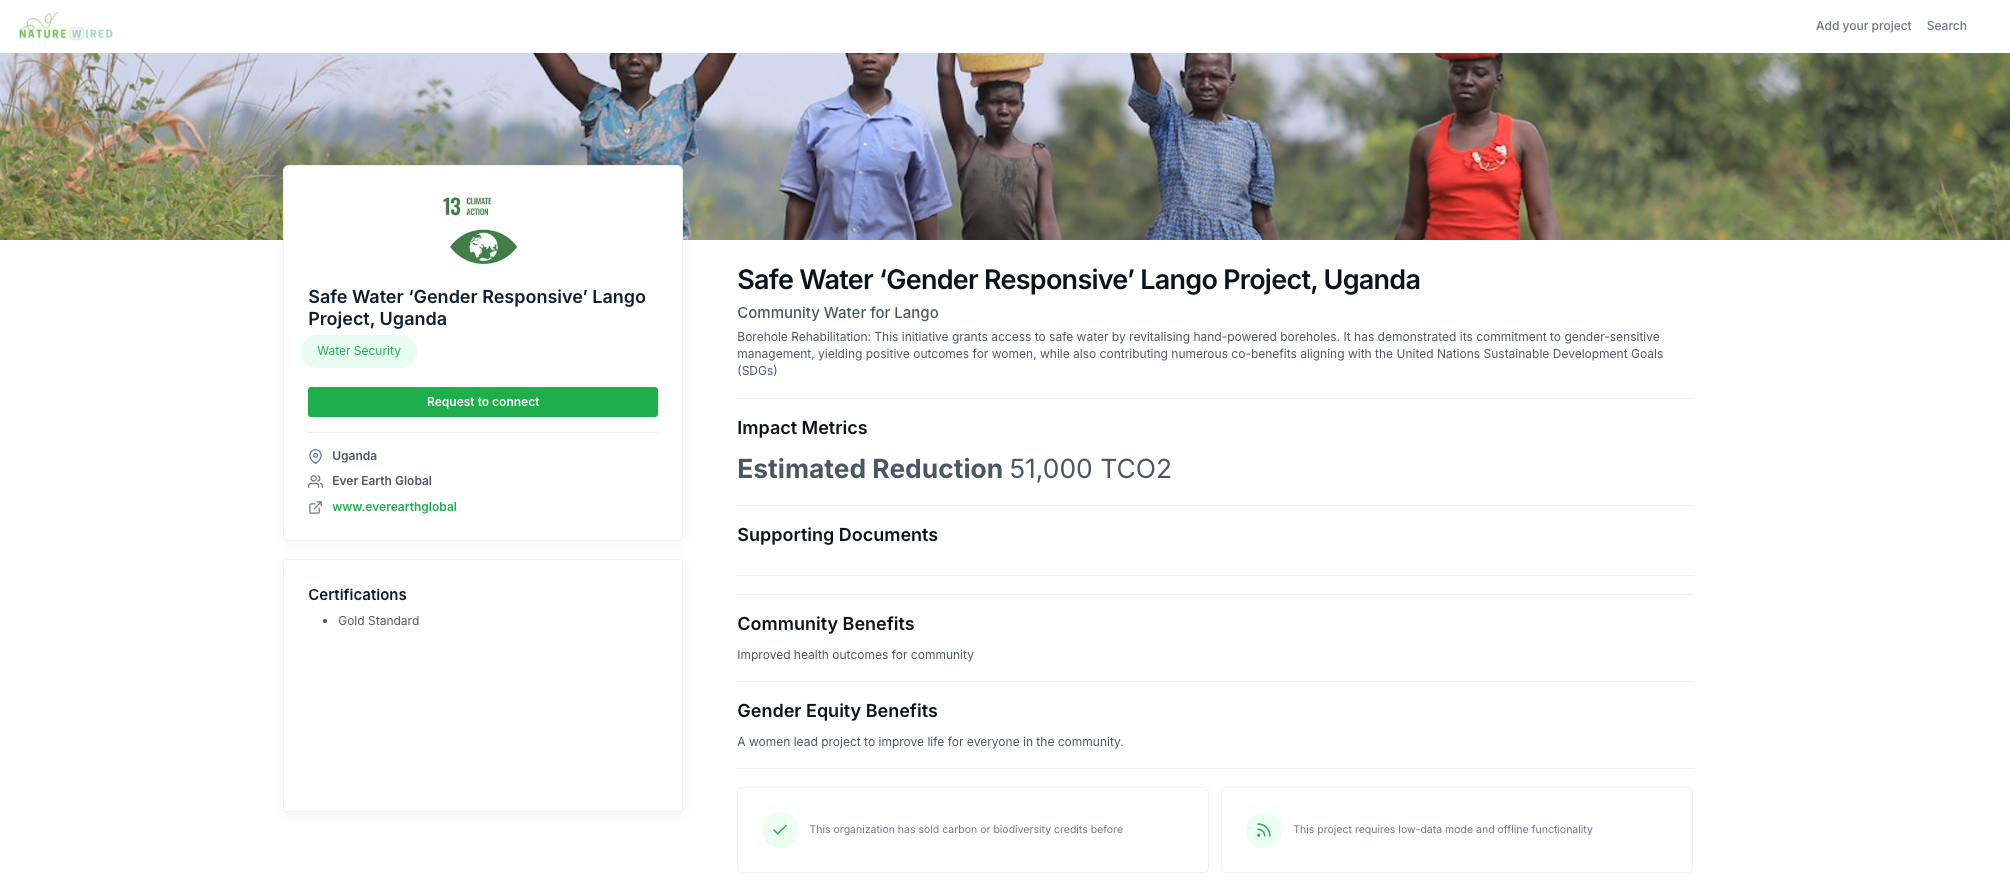 NATURE WIRED
Add your project
Search
13 CLIMATE
ACTION
Safe Water ‘Gender Responsive’ Lango
Project, Uganda
Water Security
Request to connect
Uganda
Ever Earth Global
www.everearthglobal
Certifications
• Gold Standard
Safe Water ‘Gender Responsive’ Lango Project, Uganda
Community Water for Lango
Borehole Rehabilitation: This initiative grants access to safe water by revitalising hand-powered boreholes. It has demonstrated its commitment to gender-sensitive
management, yielding positive outcomes for women, while also contributing numerous co-benefits aligning with the United Nations Sustainable Development Goals
(SDGs)
Impact Metrics
Estimated Reduction 51,000 TCO2
Supporting Documents
Community Benefits
Improved health outcomes for community
Gender Equity Benefits
A women lead project to improve life for everyone in the community.
This organization has sold carbon or biodiversity credits before
This project requires low-data mode and offline functionality